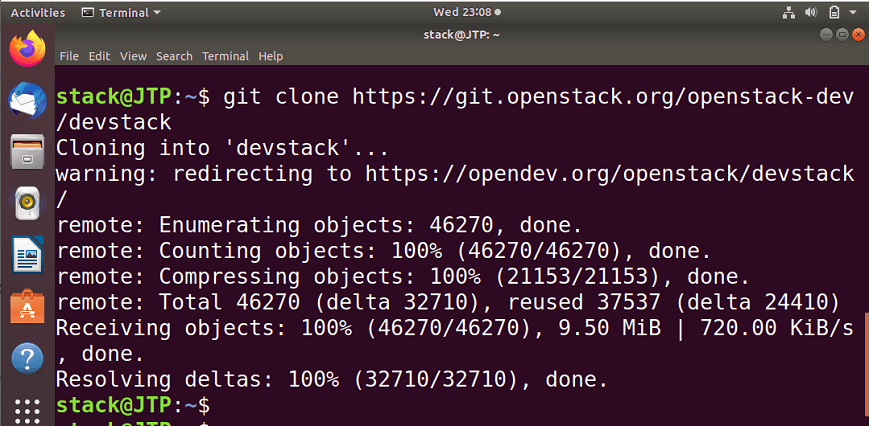 Activities Terminal Wed 23:08
stack@JTP: ~
File Edit View Search Terminal Help
stack@JTP:~$ git clone https://git.openstack.org/openstack-dev
/devstack
Cloning into 'devstack'...
warning: redirecting to https://opendev.org/openstack/devstack
/
remote: Enumerating objects: 46270, done.
remote: Counting objects: 100% (46270/46270), done.
remote: Compressing objects: 100% (21153/21153), done.
remote: Total 46270 (delta 32710), reused 37537 (delta 24410)
Receiving objects: 100% (46270/46270), 9.50 MiB | 720.00 KiB/s
, done.
Resolving deltas: 100% (32710/32710), done.
stack@JTP:~$